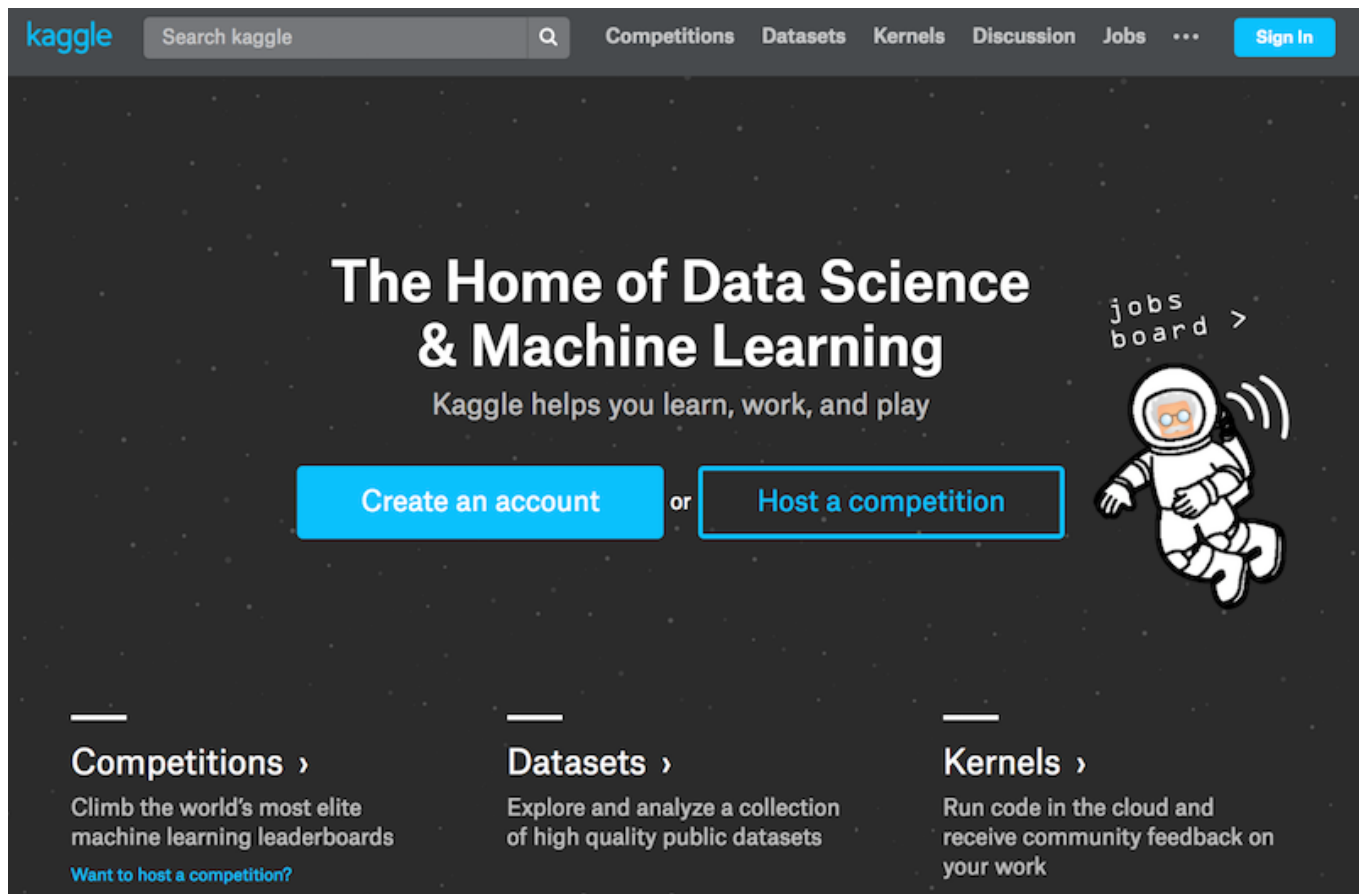 kaggle
Search kaggle
Competitions Datasets Kernels Discussion Jobs ••• Sign In
The Home of Data Science
& Machine Learning
Kaggle helps you learn, work, and play
jobs
board >
Create an account or Host a competition
Competitions ›
Climb the world's most elite
machine learning leaderboards
Want to host a competition?
Datasets ›
Explore and analyze a collection
of high quality public datasets
Kernels ›
Run code in the cloud and
receive community feedback on
your work